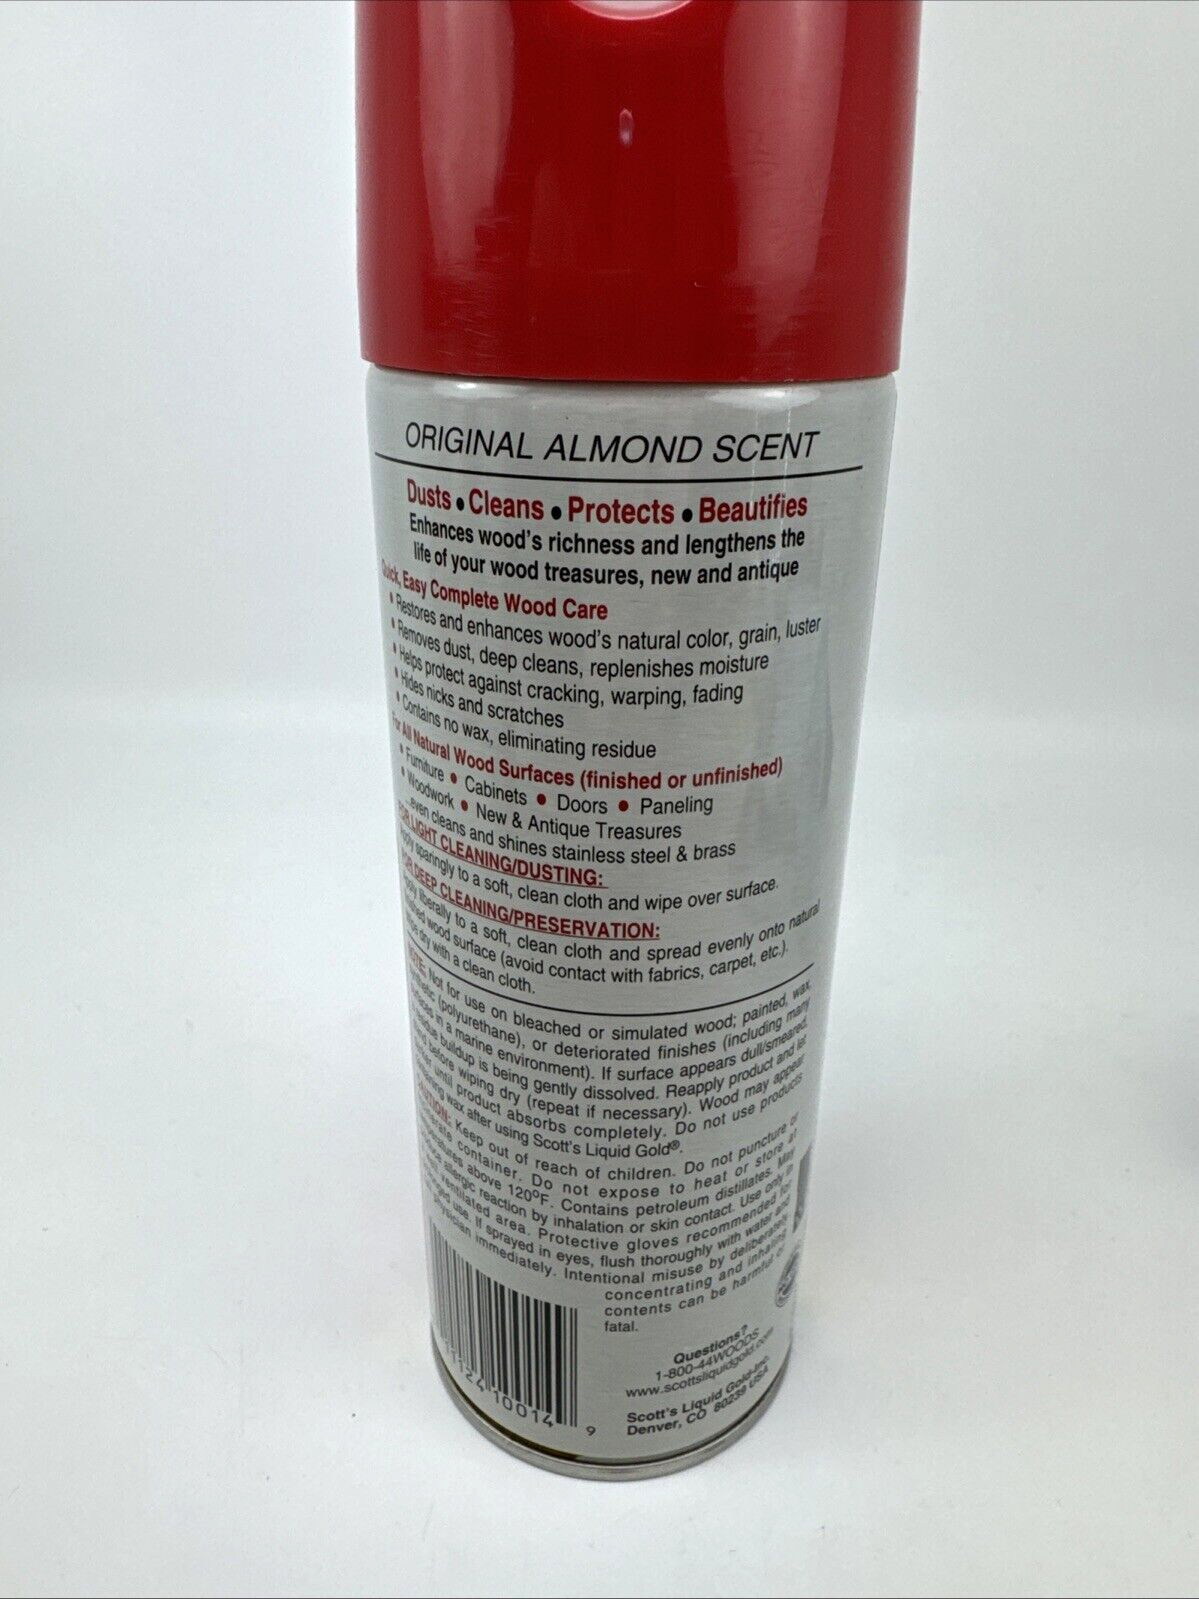 ORIGINAL ALMOND SCENT
Dusts • Cleans • Protects • Beautifies
Enhances wood's richness and lengthens the
life of your wood treasures, new and antique
Quick, Easy Complete Wood Care
• Restores and enhances wood's natural color, grain, luster
• Removes dust, deep cleans, replenishes moisture
• Helps protect against cracking, warping, fading
• Hides nicks and scratches
• Contains no wax, eliminating residue
For All Natural Wood Surfaces (finished or unfinished)
• Furniture • Cabinets • Doors • Paneling
• Woodwork • New & Antique Treasures
...even cleans and shines stainless steel & brass
FOR LIGHT CLEANING/DUSTING:
sparingly to a soft, clean cloth and wipe over surface.
FOR DEEP CLEANING/PRESERVATION:
liberally to a soft, clean cloth and spread evenly onto natural
wood surface (avoid contact with fabrics, carpet, etc.).
dry with a clean cloth.
NOTE: Not for use on bleached or simulated wood; painted, wax,
(polyurethane), or deteriorated finishes (including many
in a marine environment). If surface appears dull/smeared,
residue buildup is being gently dissolved. Reapply product and let
before wiping dry (repeat if necessary). Wood may appear
until product absorbs completely. Do not use products
wax after using Scott's Liquid Gold®.
CAUTION: Keep out of reach of children. Do not puncture or
container. Do not expose to heat or store at
temperatures above 120°F. Contains petroleum distillates. May
allergic reaction by inhalation or skin contact. Use only in
ventilated area. Protective gloves recommended for
use. If sprayed in eyes, flush thoroughly with water and
physician immediately. Intentional misuse by deliberately
concentrating and inhaling
contents can be harmful or
fatal.
Questions?
1-800-44WOODS
www.scottsliquidgold.com
Scott's Liquid Gold-Inc.
Denver, CO 80239 USA
10014 9